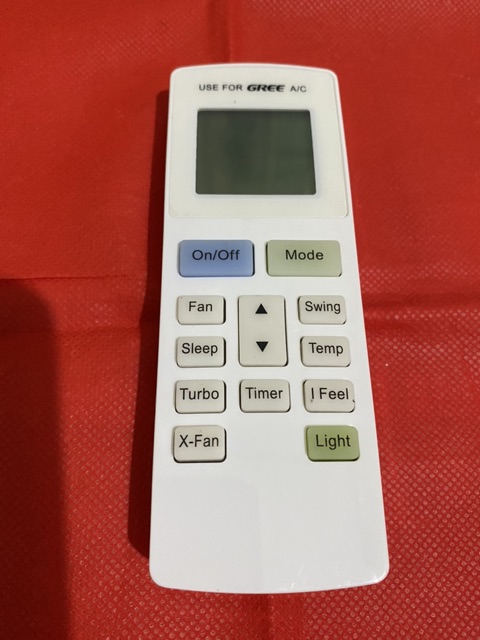 USE FOR GREE A/C
On/Off Mode
Fan ▲ Swing
Sleep ▼ Temp
Turbo Timer I Feel
X-Fan Light